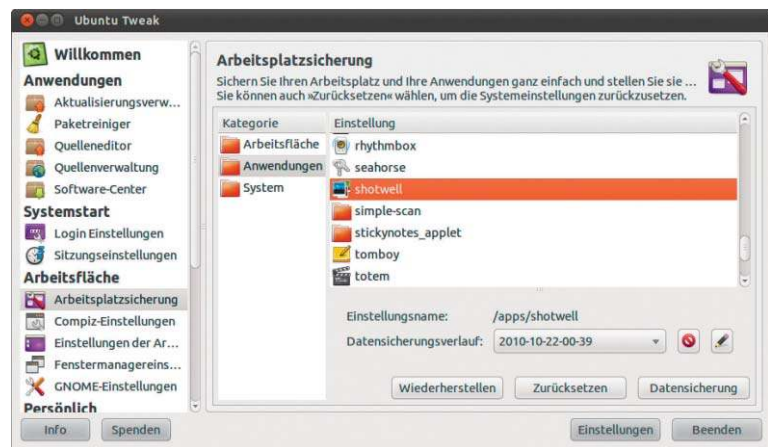 Ubuntu Tweak
Willkommen
Anwendungen
Aktualisierungsverw...
Paketreiniger
Quelleneditor
Quellenverwaltung
Software-Center
Systemstart
Login Einstellungen
Sitzungseinstellungen
Arbeitsfläche
Arbeitsplatzsicherung
Compiz-Einstellungen
Einstellungen der Ar...
Fenstermanagereins...
GNOME-Einstellungen
Persönlich
Arbeitsplatzsicherung
Sichern Sie Ihren Arbeitsplatz und Ihre Anwendungen ganz einfach und stellen Sie sie ...
Sie können auch »Zurücksetzen« wählen, um die Systemeinstellungen zurückzusetzen.
Kategorie
Arbeitsfläche
Anwendungen
System
Einstellung
rhythmbox
seahorse
shotwell
simple-scan
stickynotes_applet
tomboy
totem
Einstellungsname: /apps/shotwell
Datensicherungsverlauf: 2010-10-22-00-39
Wiederherstellen Zurücksetzen Datensicherung
Info Spenden Einstellungen Beenden